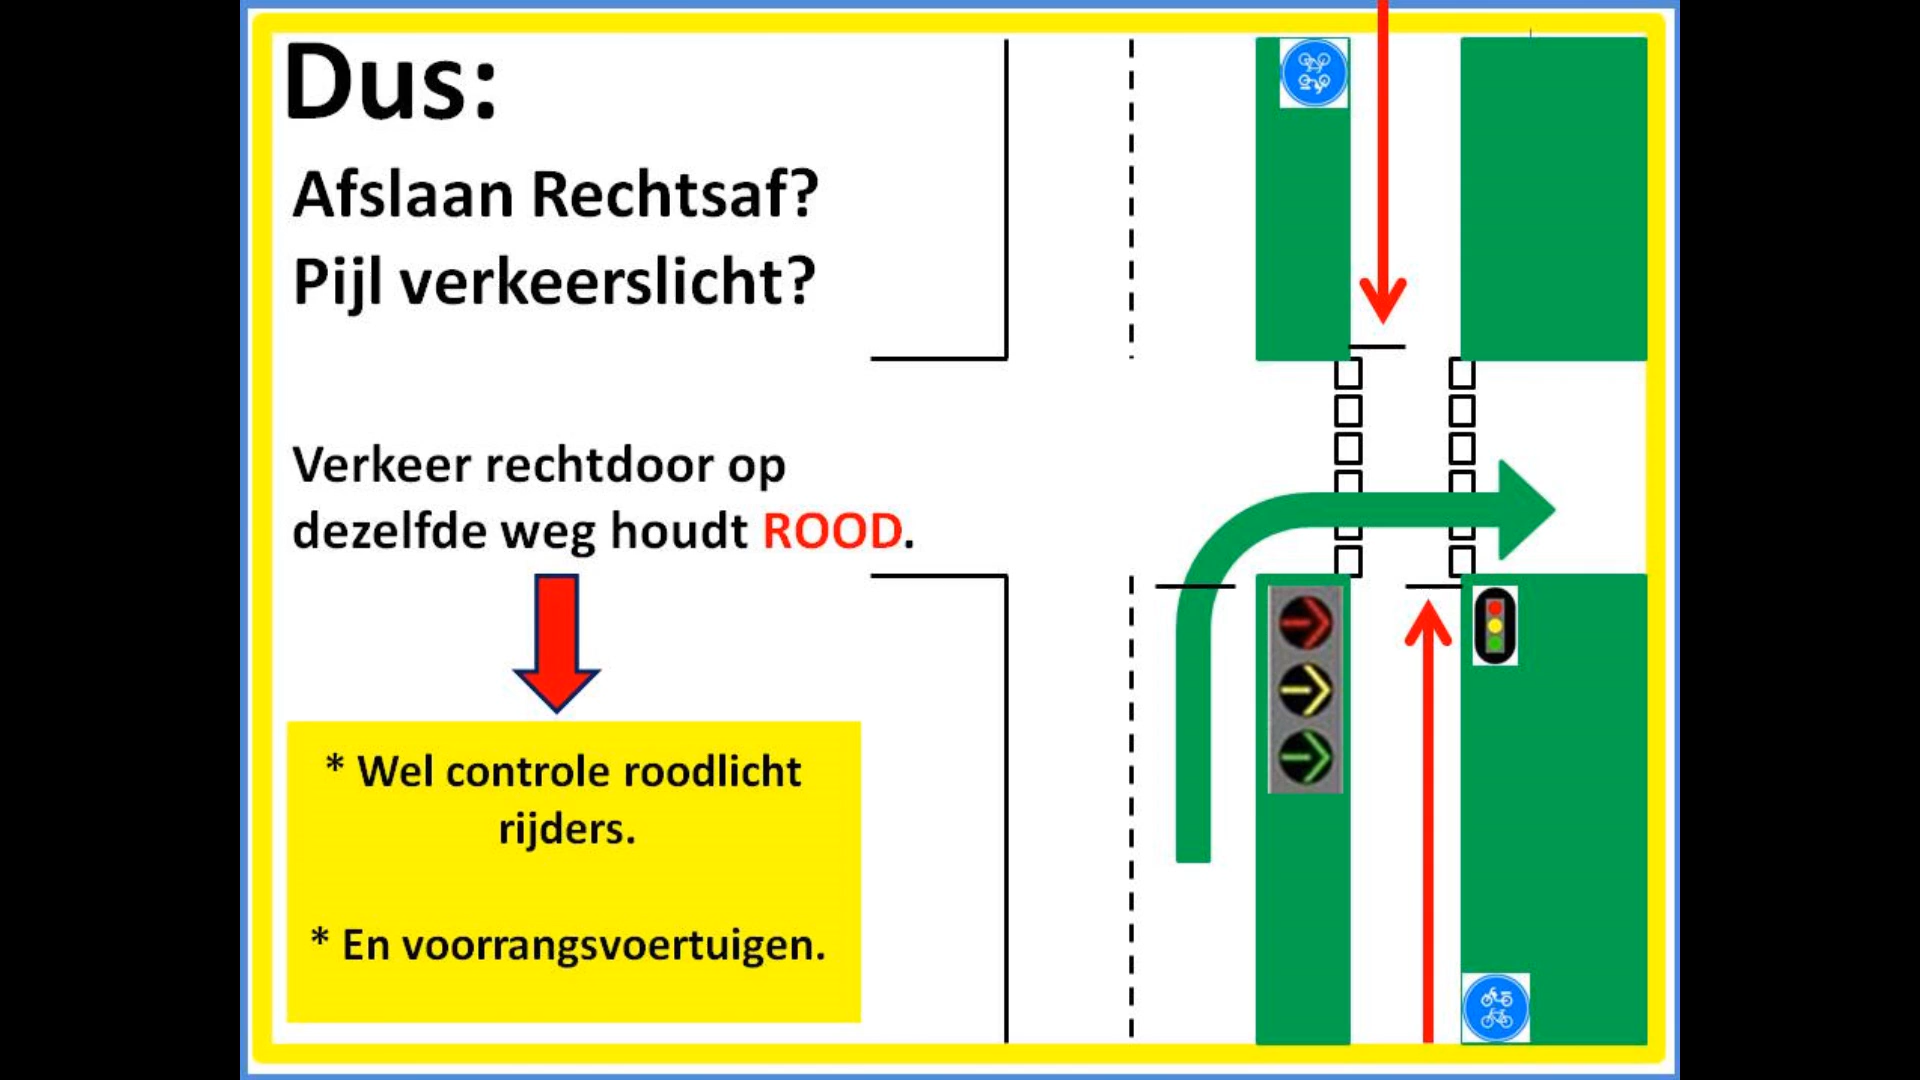 Dus:
Afslaan Rechtsaf?
Pijl verkeerslicht?
Verkeer rechtdoor op
dezelfde weg houdt ROOD.
* Wel controle roodlicht
rijders.
* En voorrangsvoertuigen.